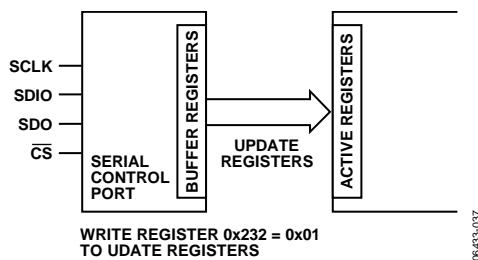 SCLK
SDIO
SDO
CS
SERIAL
CONTROL
PORT
BUFFER REGISTERS
UPDATE
REGISTERS
ACTIVE REGISTERS
WRITE REGISTER 0x232 = 0x01
TO UDATE REGISTERS
06433-037